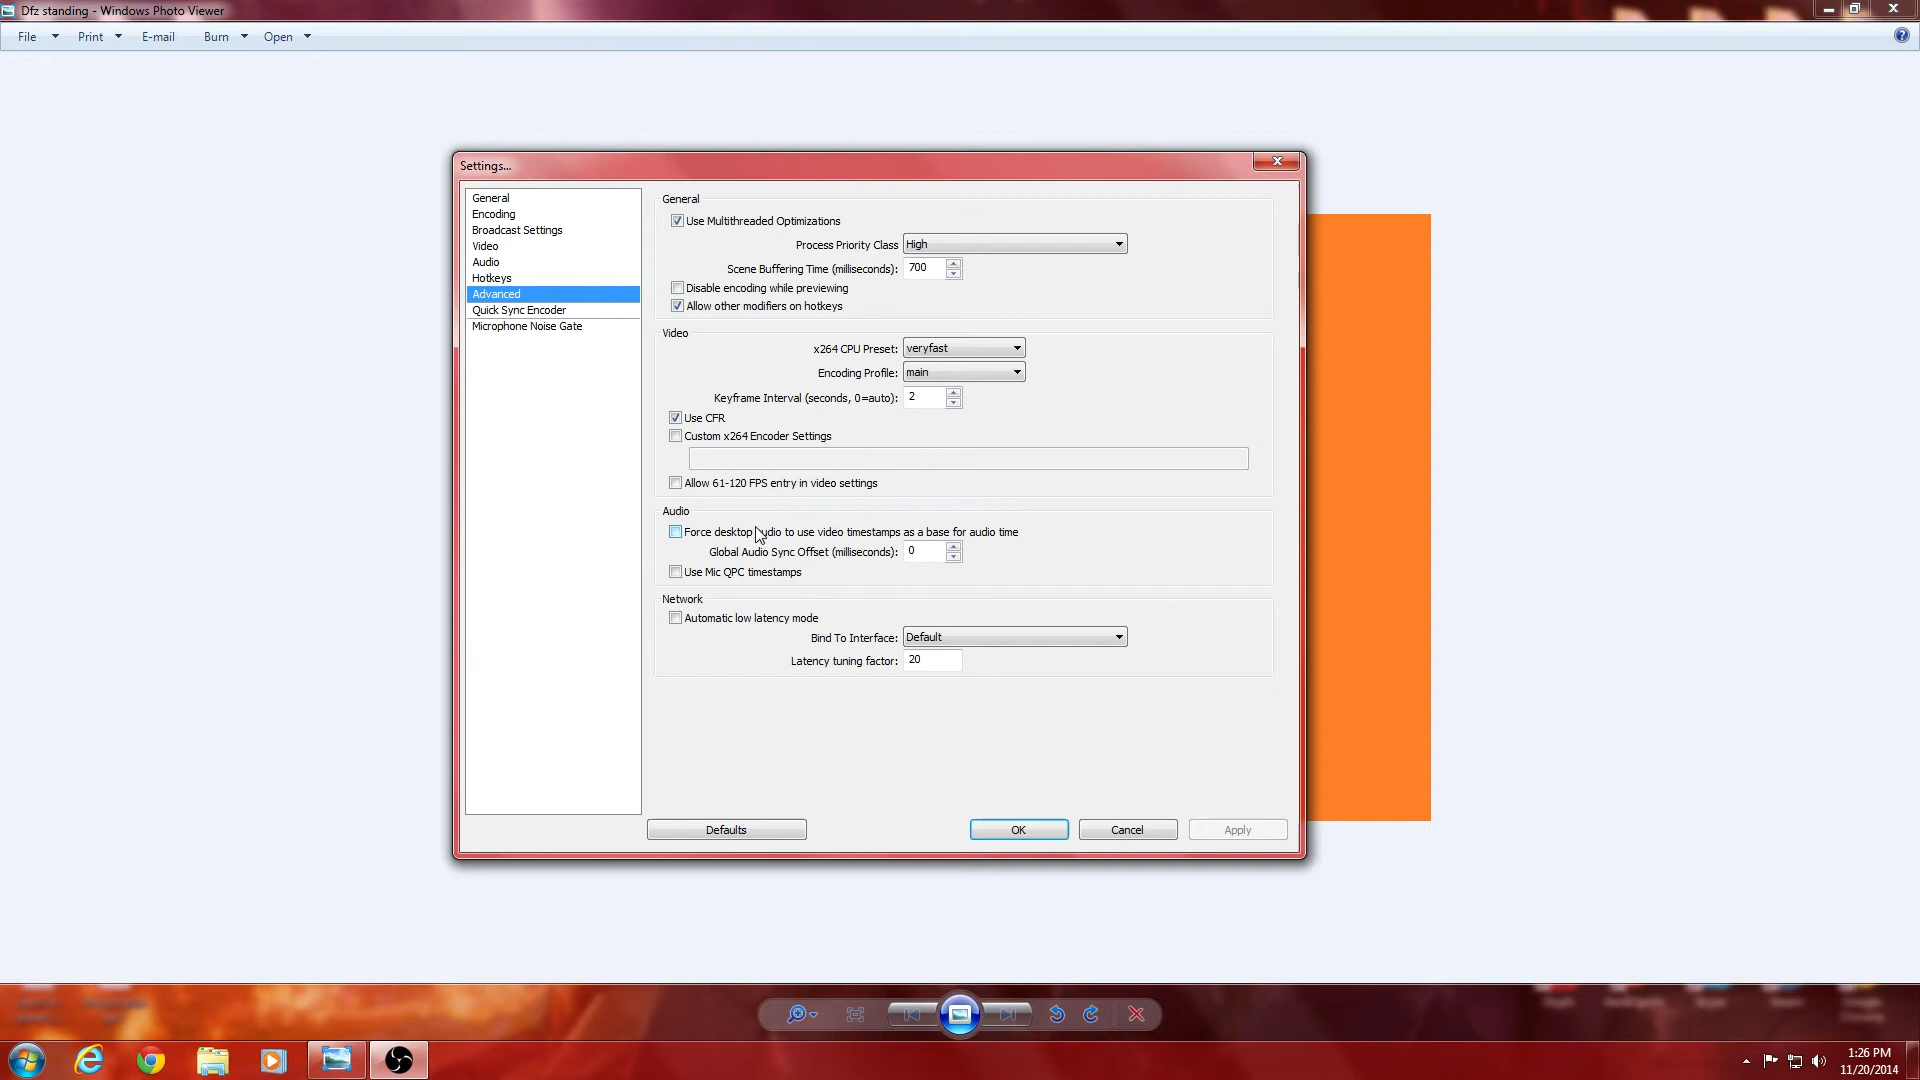 Dfz standing - Windows Photo Viewer
File Print E-mail Burn Open
Settings...
General
Encoding
Broadcast Settings
Video
Audio
Hotkeys
Advanced
Quick Sync Encoder
Microphone Noise Gate
General
Use Multithreaded Optimizations
Process Priority Class High
Scene Buffering Time (milliseconds): 700
Disable encoding while previewing
Allow other modifiers on hotkeys
Video
x264 CPU Preset: veryfast
Encoding Profile: main
Keyframe Interval (seconds, 0=auto): 2
Use CFR
Custom x264 Encoder Settings
Allow 61-120 FPS entry in video settings
Audio
Force desktop audio to use video timestamps as a base for audio time
Global Audio Sync Offset (milliseconds): 0
Use Mic QPC timestamps
Network
Automatic low latency mode
Bind To Interface: Default
Latency tuning factor: 20
Defaults OK Cancel Apply
1:26 PM
11/20/2014